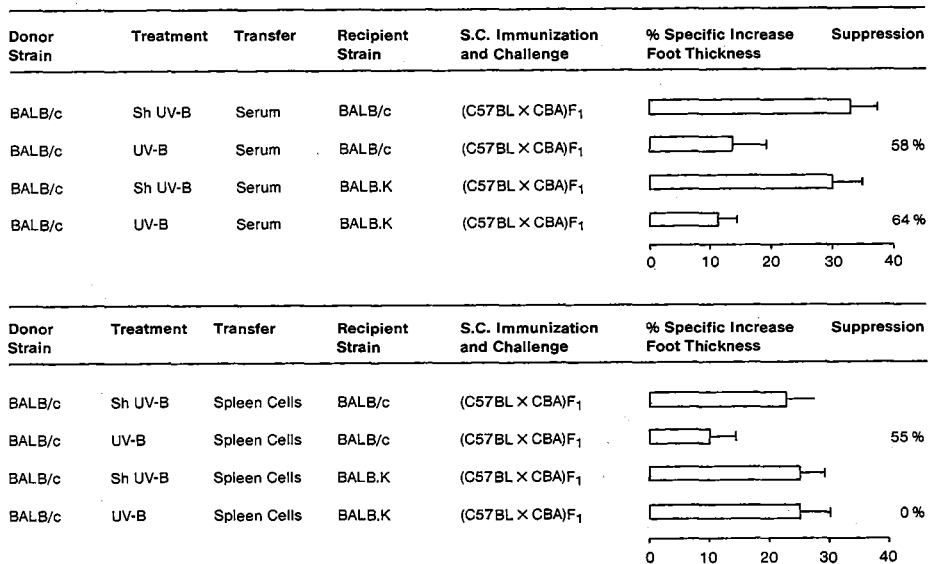 Donor Strain Treatment Transfer Recipient Strain S.C. Immunization and Challenge % Specific Increase Foot Thickness Suppression
BALB/c Sh UV-B Serum BALB/c (C57BL X CBA)F1
BALB/c UV-B Serum BALB/c (C57BL X CBA)F1 58 %
BALB/c Sh UV-B Serum BALB.K (C57BL X CBA)F1
BALB/c UV-B Serum BALB.K (C57BL X CBA)F1 64 %
0 10 20 30 40
Donor Strain Treatment Transfer Recipient Strain S.C. Immunization and Challenge % Specific Increase Foot Thickness Suppression
BALB/c Sh UV-B Spleen Cells BALB/c (C57BL X CBA)F1
BALB/c UV-B Spleen Cells BALB/c (C57BL X CBA)F1 55 %
BALB/c Sh UV-B Spleen Cells BALB.K (C57BL X CBA)F1
BALB/c UV-B Spleen Cells BALB.K (C57BL X CBA)F1 0 %
0 10 20 30 40